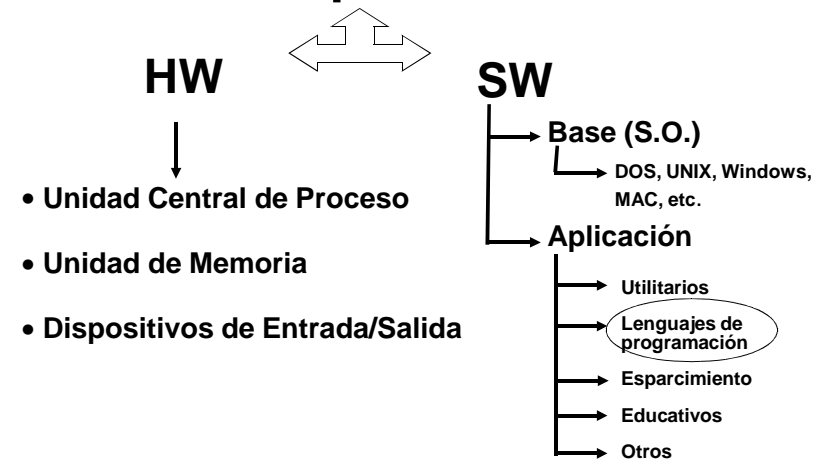 HW
• Unidad Central de Proceso
• Unidad de Memoria
• Dispositivos de Entrada/Salida
SW
Base (S.O.)
DOS, UNIX, Windows,
MAC, etc.
Aplicación
Utilitarios
Lenguajes de
programación
Esparcimiento
Educativos
Otros